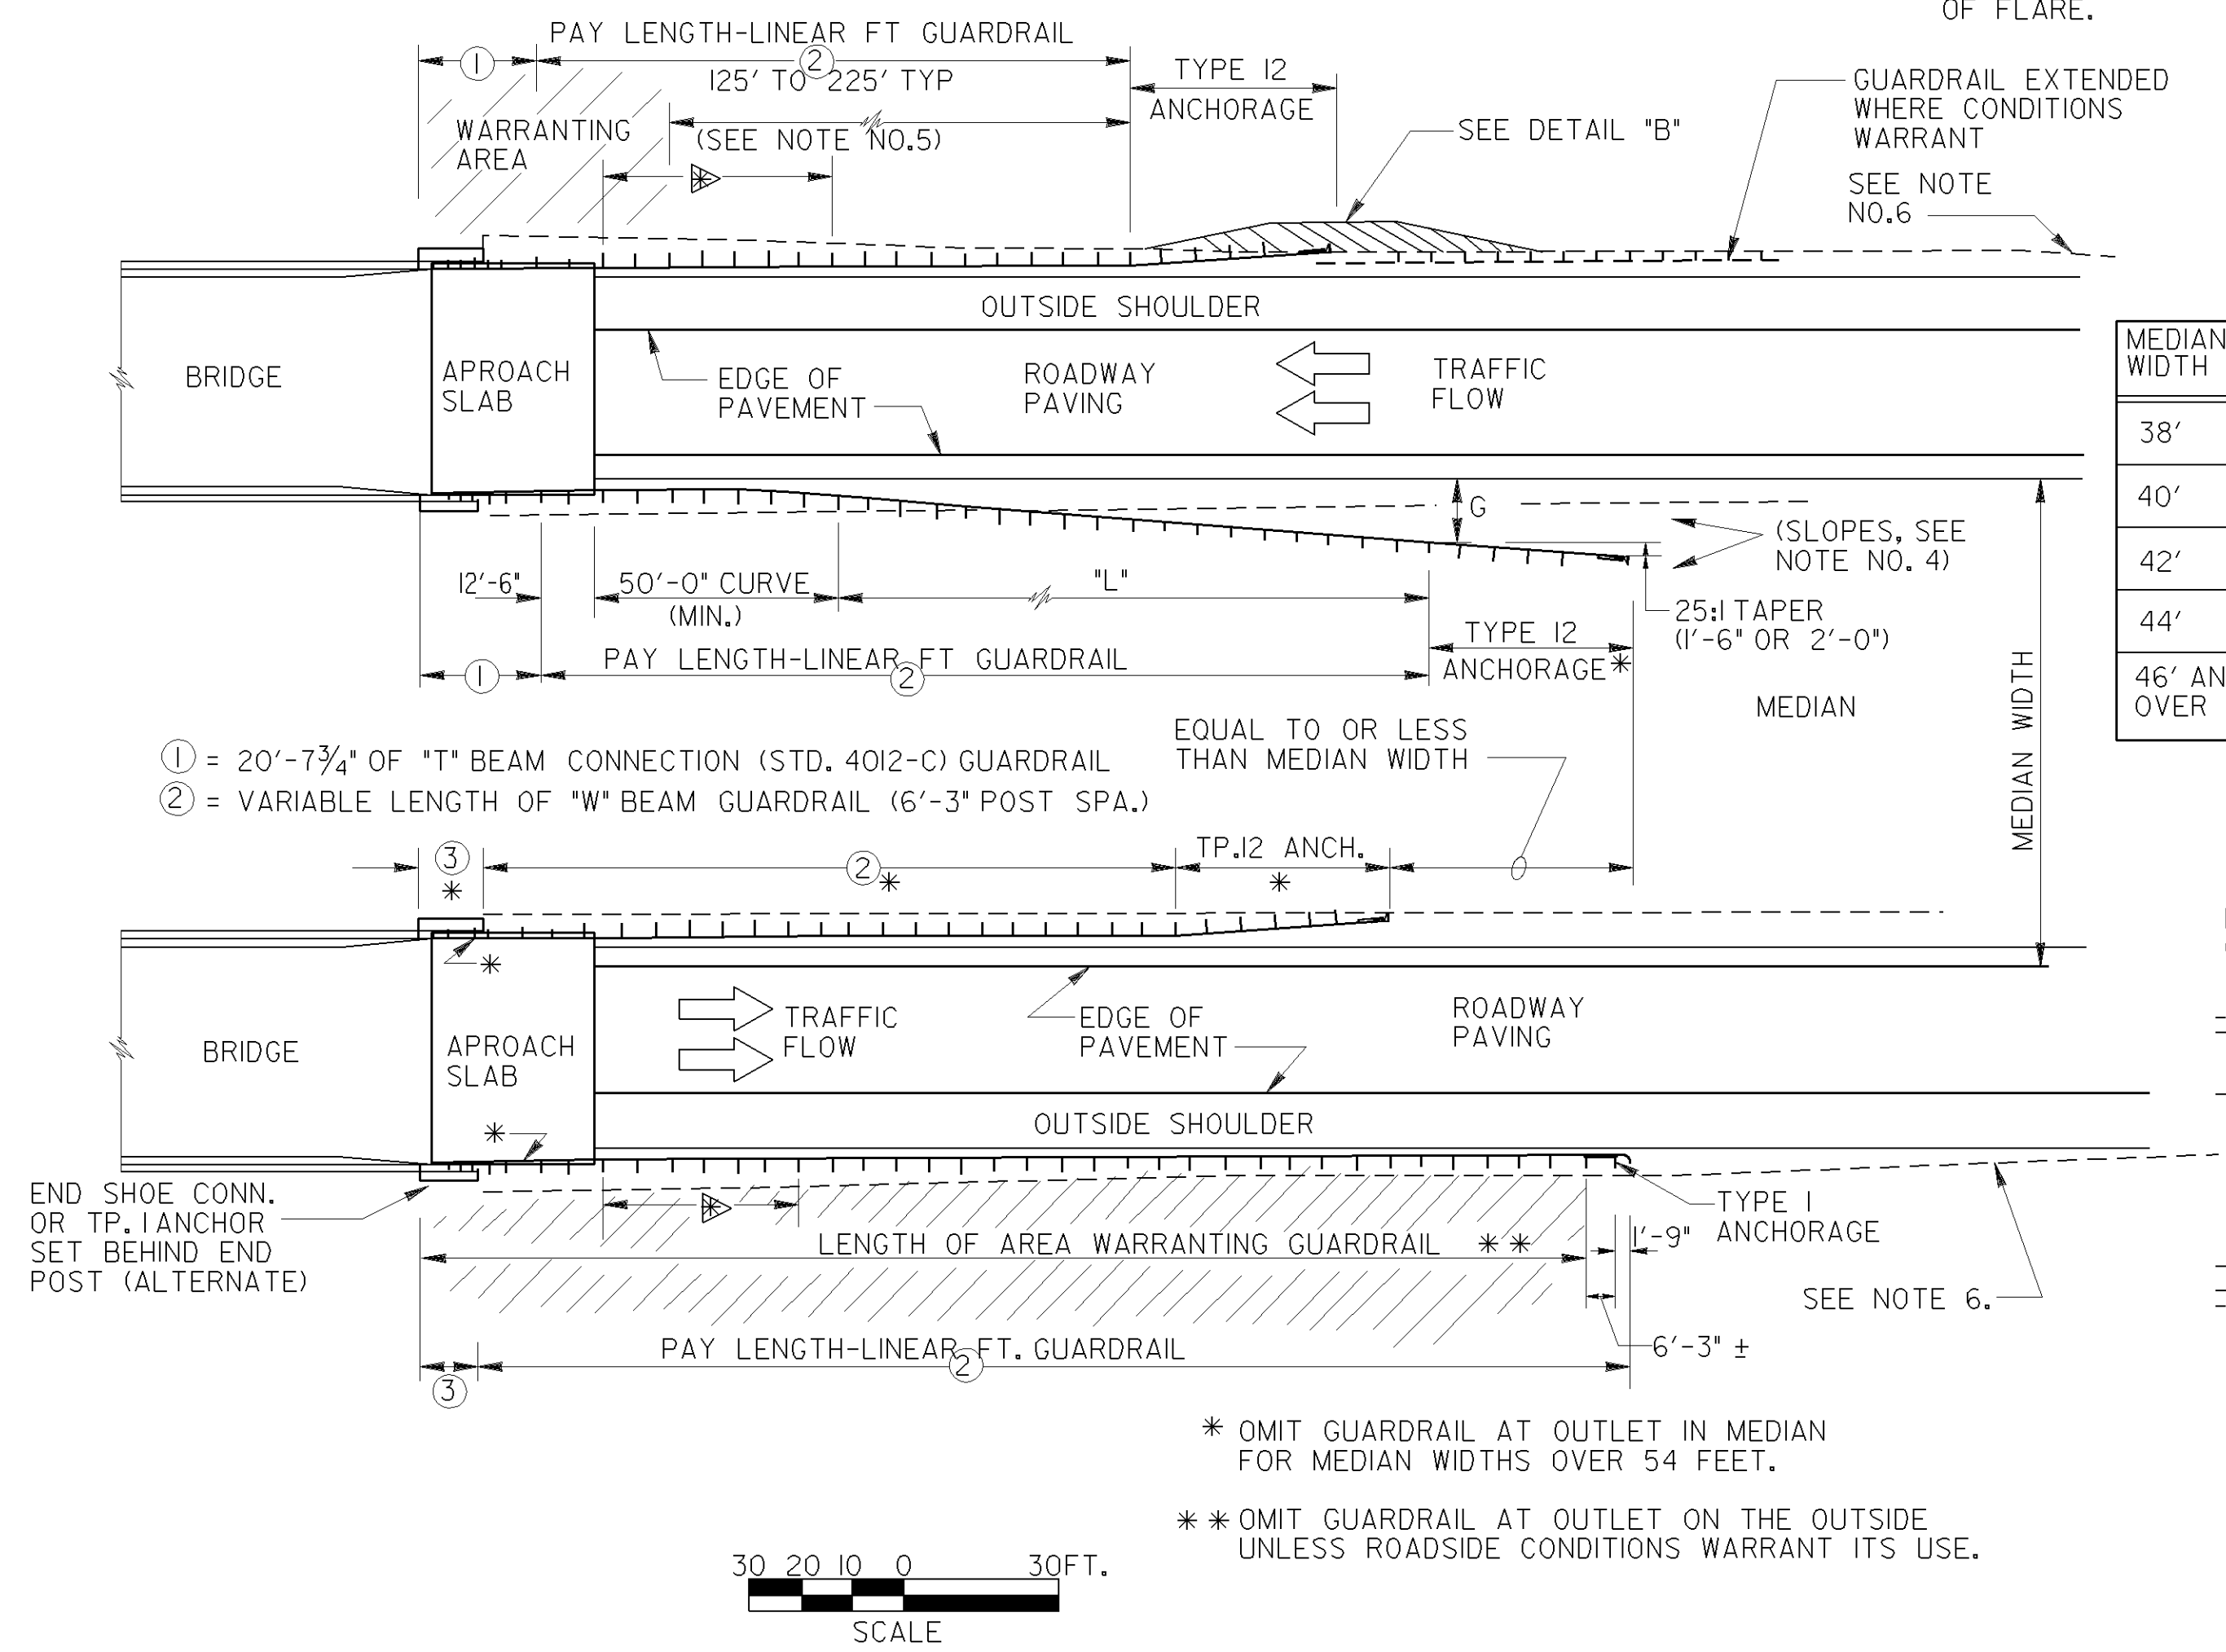 OF FLARE.
PAY LENGTH-LINEAR FT GUARDRAIL
1
2
125' TO 225' TYP
TYPE 12
ANCHORAGE
GUARDRAIL EXTENDED
WHERE CONDITIONS
WARRANT
WARRANTING
AREA
(SEE NOTE NO.5)
SEE DETAIL "B"
SEE NOTE
NO.6
*
OUTSIDE SHOULDER
BRIDGE
APROACH
SLAB
EDGE OF
PAVEMENT
ROADWAY
PAVING
TRAFFIC
FLOW
MEDIAN
WIDTH
38'
40'
42'
44'
46' AN
OVER
G
(SLOPES, SEE
NOTE NO. 4)
12'-6"
50'-0" CURVE
(MIN.)
"L"
25:1 TAPER
(1'-6" OR 2'-0")
TYPE 12
ANCHORAGE*
PAY LENGTH-LINEAR FT GUARDRAIL
1
2
MEDIAN
MEDIAN WIDTH
EQUAL TO OR LESS
THAN MEDIAN WIDTH
1 = 20'-7¾" OF "T" BEAM CONNECTION (STD. 4012-C) GUARDRAIL
2 = VARIABLE LENGTH OF "W" BEAM GUARDRAIL (6'-3" POST SPA.)
3
*
2*
TP.12 ANCH.
*
*
BRIDGE
APROACH
SLAB
TRAFFIC
FLOW
EDGE OF
PAVEMENT
ROADWAY
PAVING
OUTSIDE SHOULDER
*
END SHOE CONN.
OR TP. 1 ANCHOR
SET BEHIND END
POST (ALTERNATE)
*
TYPE 1
ANCHORAGE
1'-9"
LENGTH OF AREA WARRANTING GUARDRAIL **
SEE NOTE 6.
6'-3" ±
PAY LENGTH-LINEAR FT. GUARDRAIL
3
2
* OMIT GUARDRAIL AT OUTLET IN MEDIAN
FOR MEDIAN WIDTHS OVER 54 FEET.
** OMIT GUARDRAIL AT OUTLET ON THE OUTSIDE
UNLESS ROADSIDE CONDITIONS WARRANT ITS USE.
30 20 10 0 30FT.
SCALE